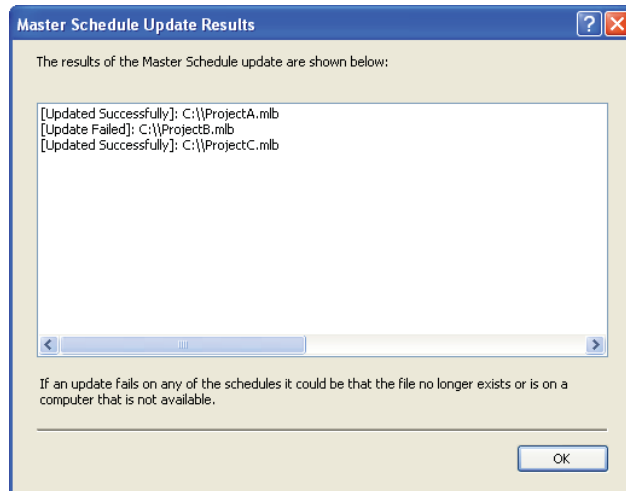 Master Schedule Update Results
The results of the Master Schedule update are shown below:
[Updated Successfully]: C:\\ProjectA.mlb
[Update Failed]: C:\\ProjectB.mlb
[Updated Successfully]: C:\\ProjectC.mlb
If an update fails on any of the schedules it could be that the file no longer exists or is on a
computer that is not available.
OK